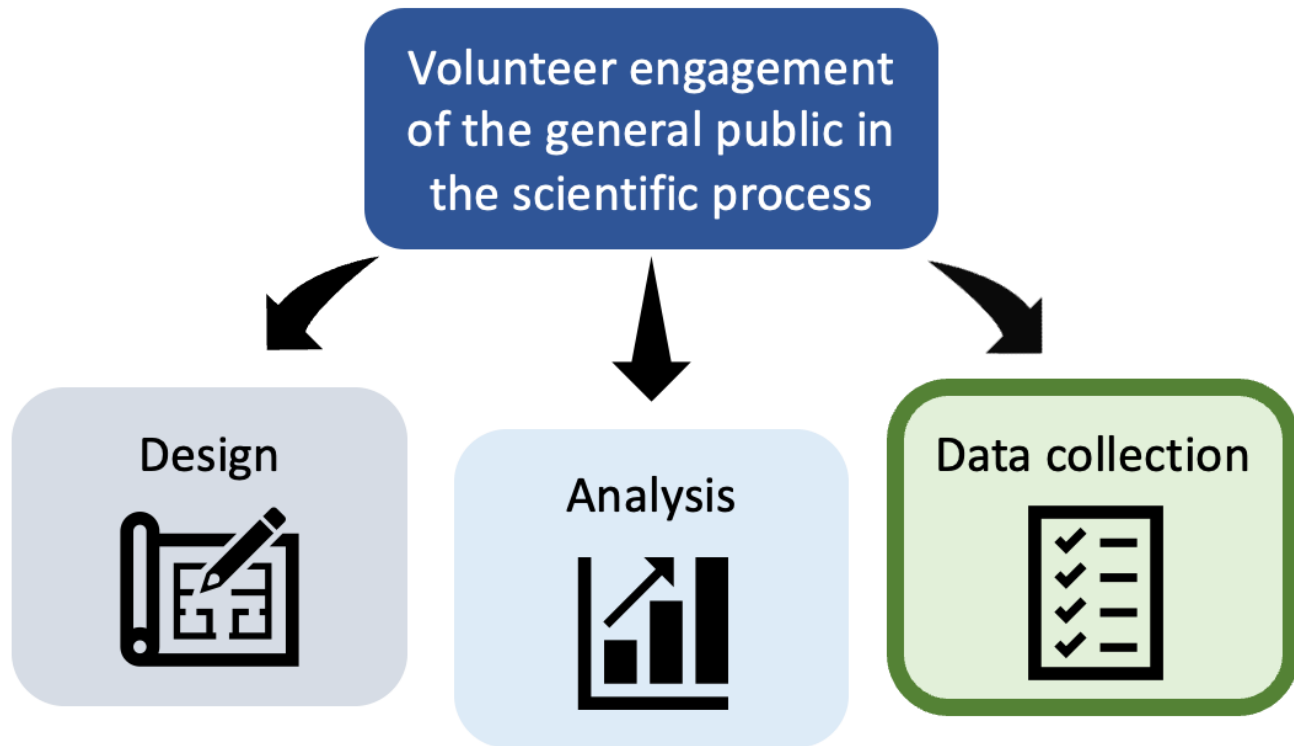 Volunteer engagement
of the general public in
the scientific process
Design
Analysis
Data collection